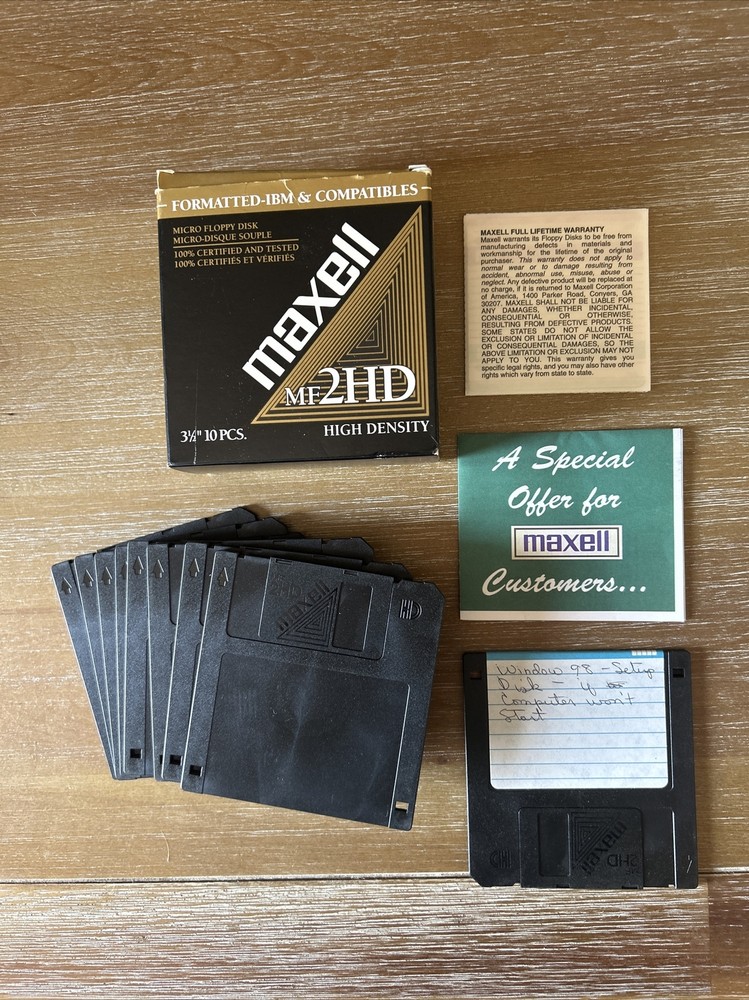 FORMATTED-IBM & COMPATIBLES
MICRO FLOPPY DISK
MICRO-DISQUE SOUPLE
100% CERTIFIED AND TESTED
100% CERTIFIÉS ET VÉRIFIÉS
maxell
MF2HD
3½" 10 PCS.
HIGH DENSITY
MAXELL FULL LIFETIME WARRANTY
Maxell warrants its Floppy Disks to be free from
manufacturing defects in materials and
workmanship for the lifetime of the original
purchaser. This warranty does not apply to
normal wear or to damage resulting from
accident, abnormal use, misuse, abuse or
neglect. Any defective product will be replaced at
no charge, if it is returned to Maxell Corporation
of America, 1400 Parker Road, Conyers, GA
30207. MAXELL SHALL NOT BE LIABLE FOR
ANY DAMAGES, WHETHER INCIDENTAL,
CONSEQUENTIAL OR OTHERWISE,
RESULTING FROM DEFECTIVE PRODUCTS.
SOME STATES DO NOT ALLOW THE
EXCLUSION OR LIMITATION OF INCIDENTAL
OR CONSEQUENTIAL DAMAGES, SO THE
ABOVE LIMITATION OR EXCLUSION MAY NOT
APPLY TO YOU. This warranty gives you
specific legal rights, and you may also have other
rights which vary from state to state.
A Special
Offer for
maxell
Customers...
maxell
HD
Window 98 - Setup
Disk - if
Computer won't
Start
maxell
2HD
HD